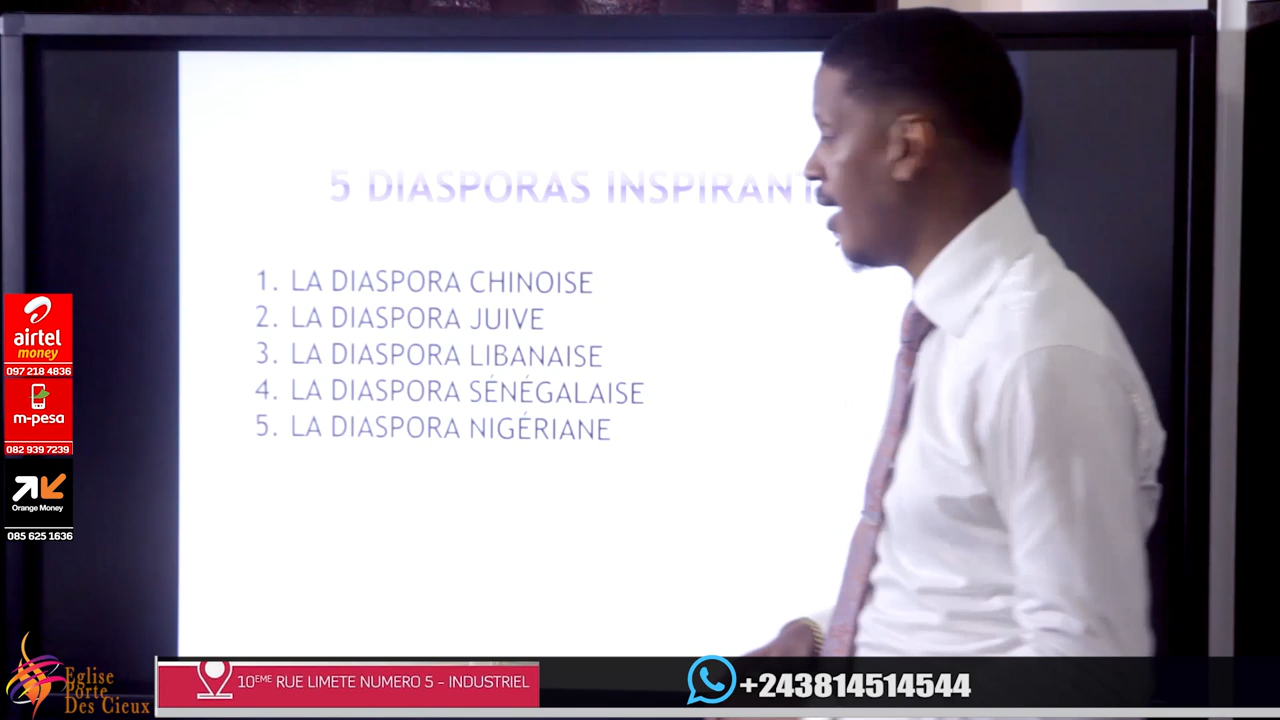 5 DIASPORAS INSPIRANT
1. LA DIASPORA CHINOISE
2. LA DIASPORA JUIVE
3. LA DIASPORA LIBANAISE
4. LA DIASPORA SÉNÉGALAISE
5. LA DIASPORA NIGÉRIANE
airtel
money
097 218 4836
m-pesa
082 939 7239
Orange Money
085 625 1636
Eglise
Porte
Des Cieux
10EME RUE LIMETE NUMERO 5 - INDUSTRIEL
+243814514544